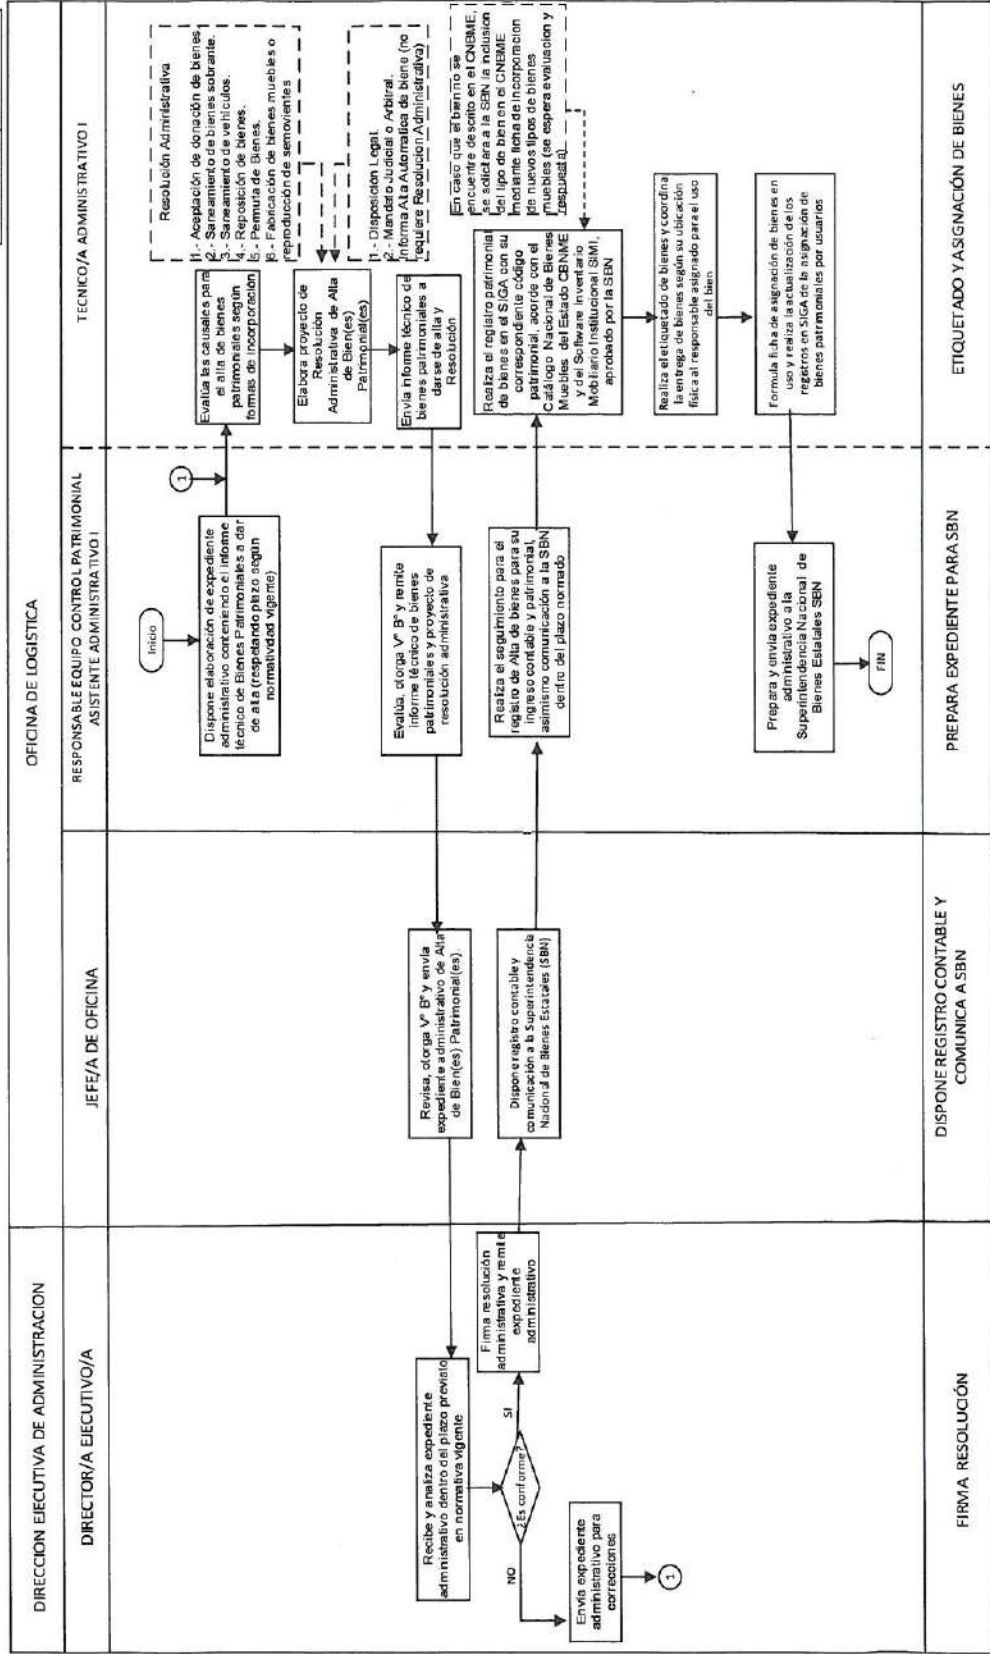 DIRECCION EJECUTIVA DE ADMINISTRACION
OFICINA DE LOGISTICA
DIRECTOR/A EJECUTIVO/A
JEFE/A DE OFICINA
RESPONSABLE EQUIPO CONTROL PATRIMONIAL
ASISTENTE ADMINISTRATIVO I
TECNICO/A ADMINISTRATIVO I
Inicio
Dispone elaboración de expediente
administrativo conteniendo el informe
técnico de Bienes Patrimoniales a dar
de alta (respetando plazo según
normatividad vigente)
1
Evalúa las causales para
el alta de bienes
patrimoniales según
formas de incorporación
Resolución Administrativa
1.- Aceptación de donación de bienes.
2.- Saneamiento de bienes sobrante.
3.- Saneamiento de vehículos.
4.- Reposición de bienes.
5.- Permuta de Bienes.
6.- Fabricación de bienes muebles o
reproducción de semovientes
Elabora proyecto de
Resolución
Administrativa de Alta
de Bien(es)
Patrimonial(es)
1.- Disposición Legal
2.- Mandato Judicial o Arbitral.
Informa Alta Automatica de biene (no
requiere Resolucion Administrativa)
Envía informe técnico de
bienes patrimoniales a
darse de alta y
Resolución
Evalúa, otorga V° B° y remite
informe técnico de bienes
patrimoniales y proyecto de
resolución administrativa
Revisa, otorga V° B° y envía
expediente administrativo de Alta
de Bien(es) Patrimonial(es).
Recibe y analiza expediente
administrativo dentro del plazo previsto
en normativa vigente
¿Es conforme?
NO
SI
Envía expediente
administrativo para
correcciones
1
Firma resolución
administrativa y remite
expediente
administrativo
Dispone registro contable y
comunicación a la Superintendencia
Nacional de Bienes Estatales (SBN)
Realiza el seguimiento para el
registro de Alta de bienes para su
ingreso contable y patrimonial,
asimismo comunicación a la SBN
dentro del plazo normado
Realiza el registro patrimonial
de bienes en el SIGA con su
correspondiente código
patrimonial, acorde con el
Catálogo Nacional de Bienes
Muebles del Estado CBNME
y del Software Inventario
Mobiliario Institucional SIMI,
aprobado por la SBN
En caso que el bien no se
encuentre descrito en el CNBME,
se solicitara a la SBN la inclusion
del tipo de bien en el CNBME
mediante ficha de incorporacion
de nuevos tipos de bienes
muebles (se espera evaluacion y
respuesta)
Realiza el etiquetado de bienes y coordina
la entrega de bienes según su ubicación
física al responsable asignado para el uso
del bien
Formula ficha de asignación de bienes en
uso y realiza la actualización de los
registros en SIGA de la asignación de
bienes patrmoniales por usuarios
Prepara y envía expediente
administrativo a la
Superintendencia Nacional de
Bienes Estatales SBN
FIN
FIRMA RESOLUCIÓN
DISPONE REGISTRO CONTABLE Y
COMUNICA A SBN
PREPARA EXPEDIENTE PARA SBN
ETIQUETADO Y ASIGNACIÓN DE BIENES